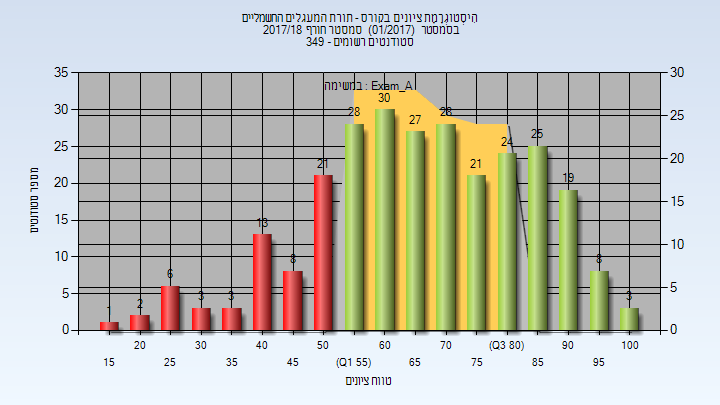 היסטוגרמת ציונים בקורס - תורת המעגלים החשמליים
בסמסטר (01/2017) סמסטר חורף 2017/18
סטודנטים רשומים - 349
במשימה : Exam_A
מספר סטודנטים
35 30 25 20 15 10 5 0
30 25 20 15 10 5 0
1 2 6 3 3 13 8 21 28 30 27 28 21 24 25 19 8 3
20 30 40 50 60 70 (Q3 80) 90 100
15 25 35 45 (Q1 55) 65 75 85 95
טווח ציונים